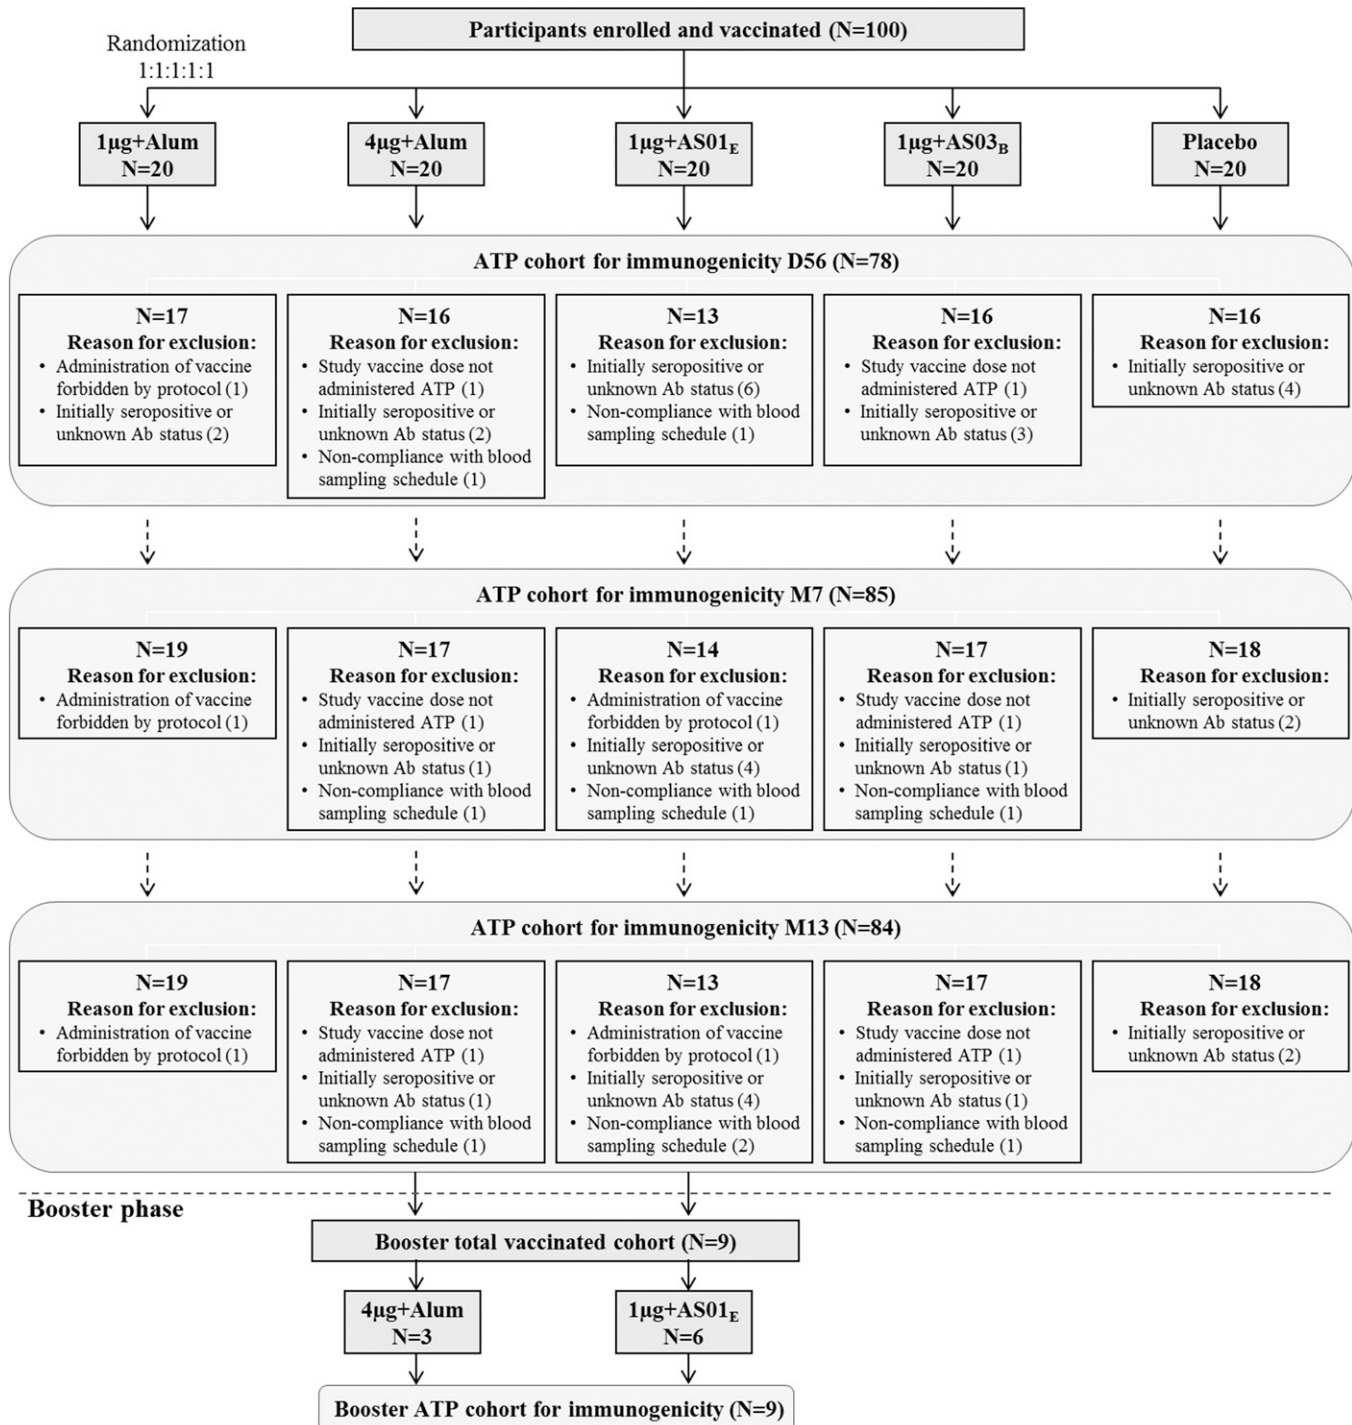 Participants enrolled and vaccinated (N=100)
Randomization
1:1:1:1:1
1µg+Alum
N=20
4µg+Alum
N=20
1µg+AS01E
N=20
1µg+AS03B
N=20
Placebo
N=20
ATP cohort for immunogenicity D56 (N=78)
N=17
Reason for exclusion:
• Administration of vaccine
forbidden by protocol (1)
• Initially seropositive or
unknown Ab status (2)
N=16
Reason for exclusion:
• Study vaccine dose not
administered ATP (1)
• Initially seropositive or
unknown Ab status (2)
• Non-compliance with blood
sampling schedule (1)
N=13
Reason for exclusion:
• Initially seropositive or
unknown Ab status (6)
• Non-compliance with blood
sampling schedule (1)
N=16
Reason for exclusion:
• Study vaccine dose not
administered ATP (1)
• Initially seropositive or
unknown Ab status (3)
N=16
Reason for exclusion:
• Initially seropositive or
unknown Ab status (4)
ATP cohort for immunogenicity M7 (N=85)
N=19
Reason for exclusion:
• Administration of vaccine
forbidden by protocol (1)
N=17
Reason for exclusion:
• Study vaccine dose not
administered ATP (1)
• Initially seropositive or
unknown Ab status (1)
• Non-compliance with blood
sampling schedule (1)
N=14
Reason for exclusion:
• Administration of vaccine
forbidden by protocol (1)
• Initially seropositive or
unknown Ab status (4)
• Non-compliance with blood
sampling schedule (1)
N=17
Reason for exclusion:
• Study vaccine dose not
administered ATP (1)
• Initially seropositive or
unknown Ab status (1)
• Non-compliance with blood
sampling schedule (1)
N=18
Reason for exclusion:
• Initially seropositive or
unknown Ab status (2)
ATP cohort for immunogenicity M13 (N=84)
N=19
Reason for exclusion:
• Administration of vaccine
forbidden by protocol (1)
N=17
Reason for exclusion:
• Study vaccine dose not
administered ATP (1)
• Initially seropositive or
unknown Ab status (1)
• Non-compliance with blood
sampling schedule (1)
N=13
Reason for exclusion:
• Administration of vaccine
forbidden by protocol (1)
• Initially seropositive or
unknown Ab status (4)
• Non-compliance with blood
sampling schedule (2)
N=17
Reason for exclusion:
• Study vaccine dose not
administered ATP (1)
• Initially seropositive or
unknown Ab status (1)
• Non-compliance with blood
sampling schedule (1)
N=18
Reason for exclusion:
• Initially seropositive or
unknown Ab status (2)
Booster phase
Booster total vaccinated cohort (N=9)
4µg+Alum
N=3
1µg+AS01E
N=6
Booster ATP cohort for immunogenicity (N=9)